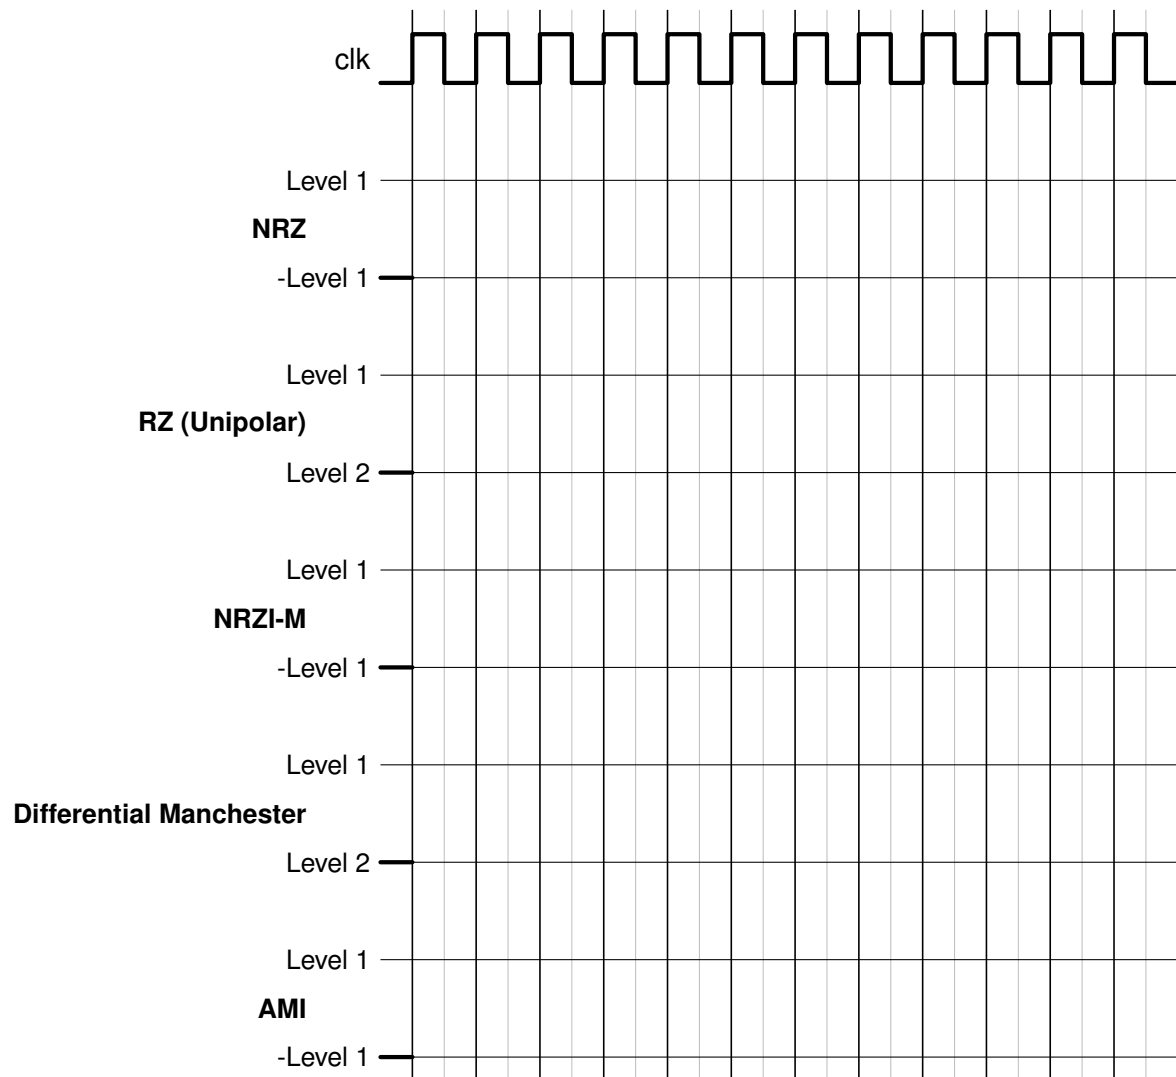 clk
Level 1
NRZ
-Level 1
Level 1
RZ (Unipolar)
Level 2
Level 1
NRZI-M
-Level 1
Level 1
Differential Manchester
Level 2
Level 1
AMI
-Level 1